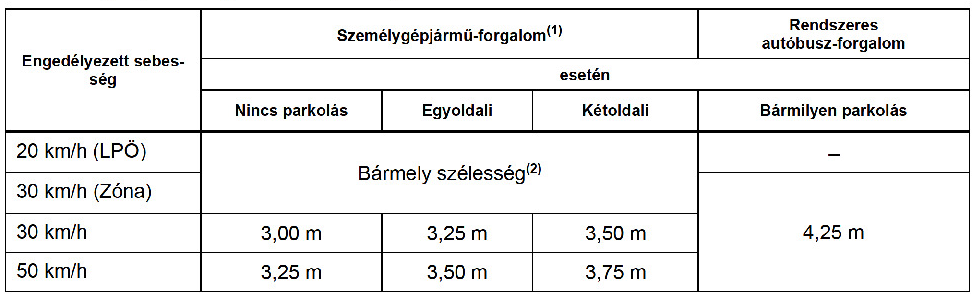 Engedélyezett sebes-
ség
Személygépjármű-forgalom(1)
Rendszeres
autóbusz-forgalom
esetén
Nincs parkolás Egyoldali Kétoldali Bármilyen parkolás
20 km/h (LPÖ) Bármely szélesség(2) –
30 km/h (Zóna)
30 km/h 3,00 m 3,25 m 3,50 m 4,25 m
50 km/h 3,25 m 3,50 m 3,75 m